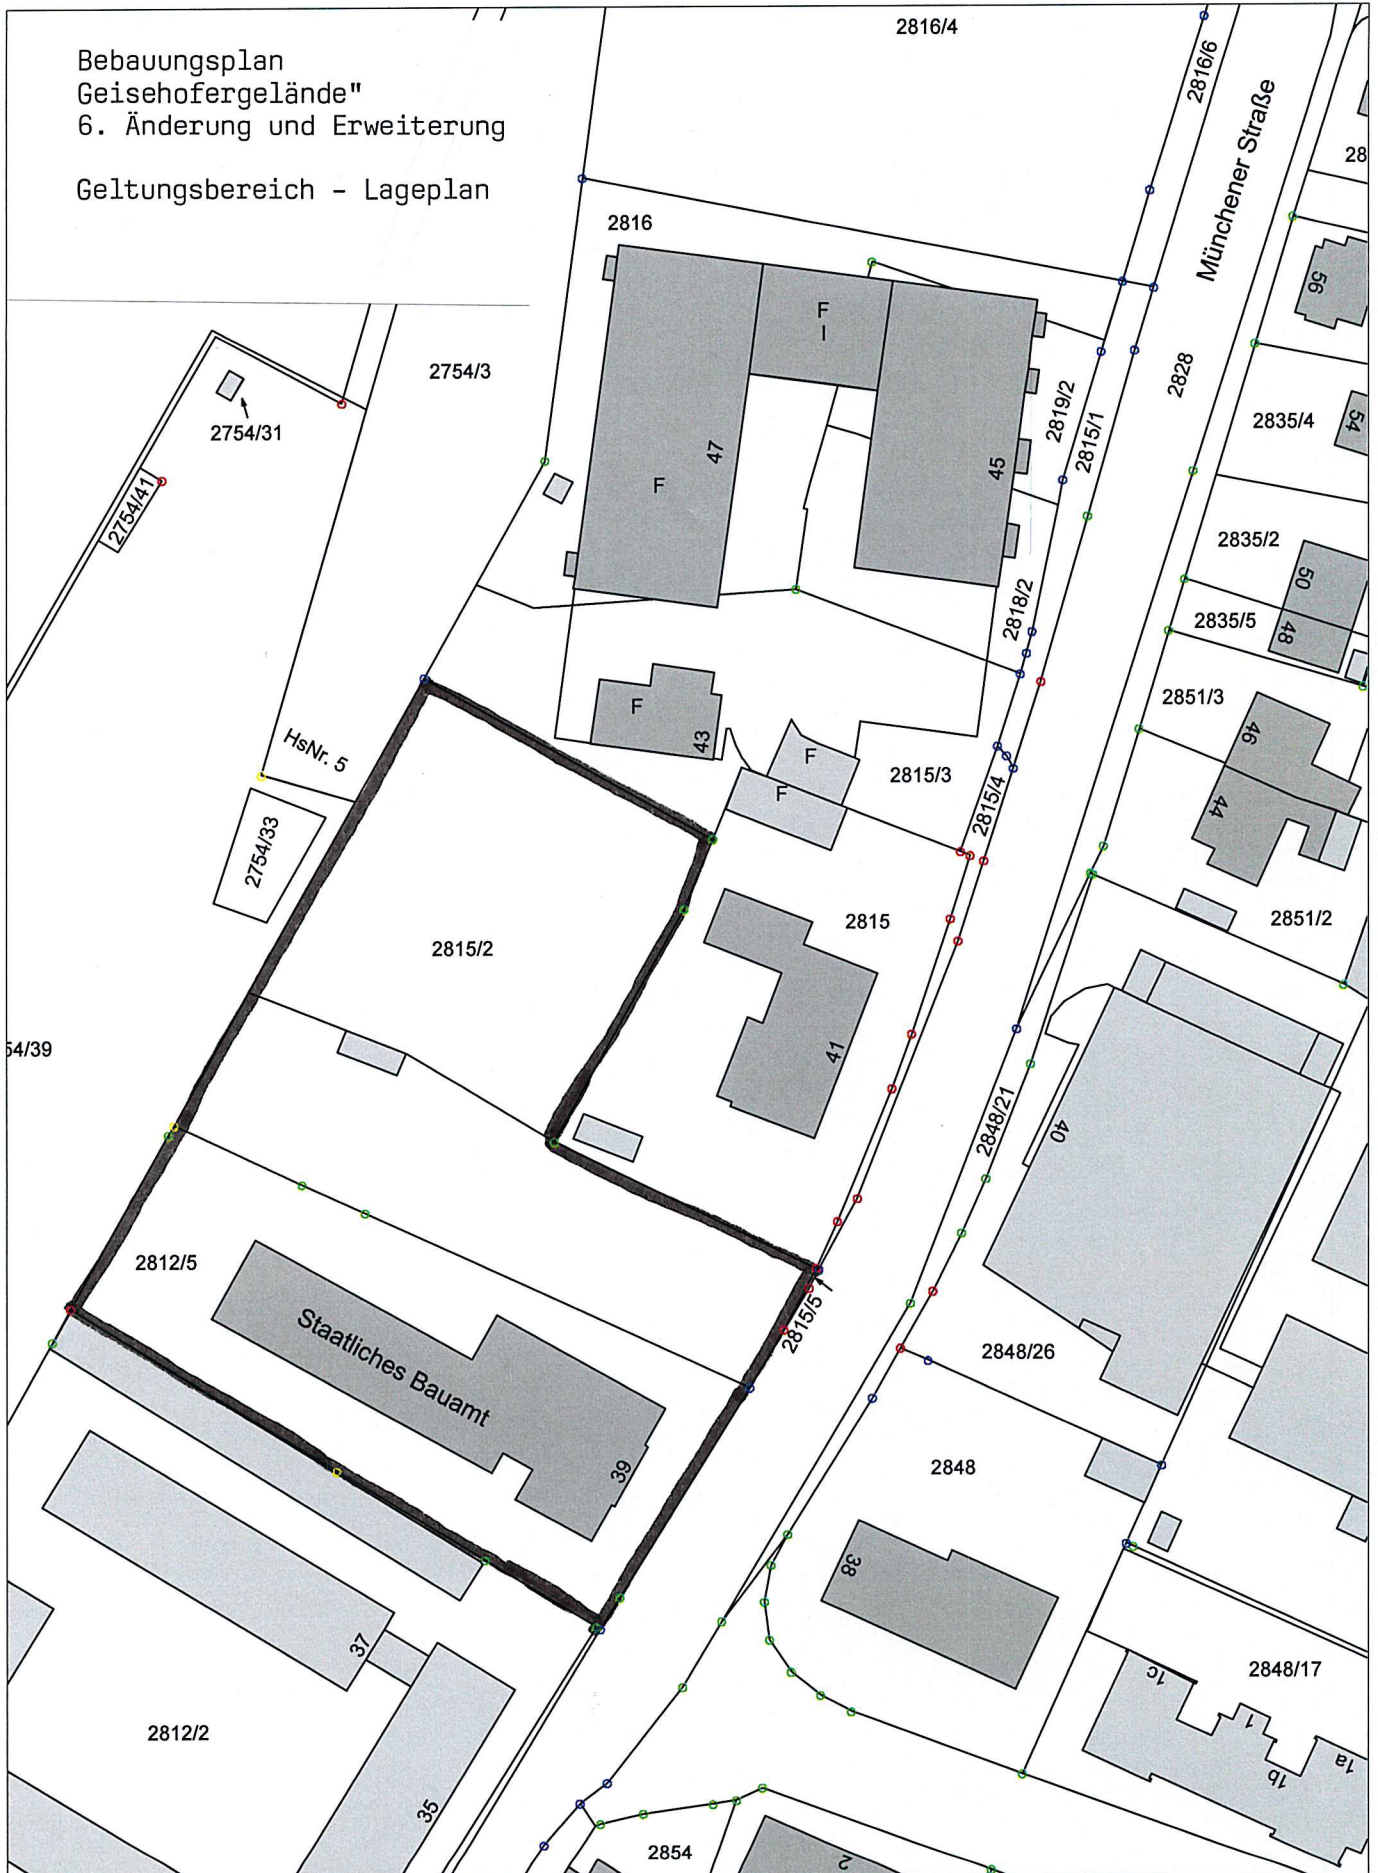 Bebauungsplan
Geisehofergelände"
6. Änderung und Erweiterung
Geltungsbereich - Lageplan
2816/4
2816/6
Münchener Straße
28
2816
56
F
I
2754/3
2828
2819/2
2815/1
2835/4
54
2754/31
47
45
F
2754/41
2835/2
50
2818/2
2835/5
48
2851/3
F
43
46
HsNr. 5
F
2815/3
F
2815/4
44
2754/33
2815
2851/2
2815/2
41
54/39
40
2848/21
2812/5
2815/5
Staatliches Bauamt
2848/26
39
2848
38
37
2848/17
1c
1
1b
1a
2812/2
35
2854
2